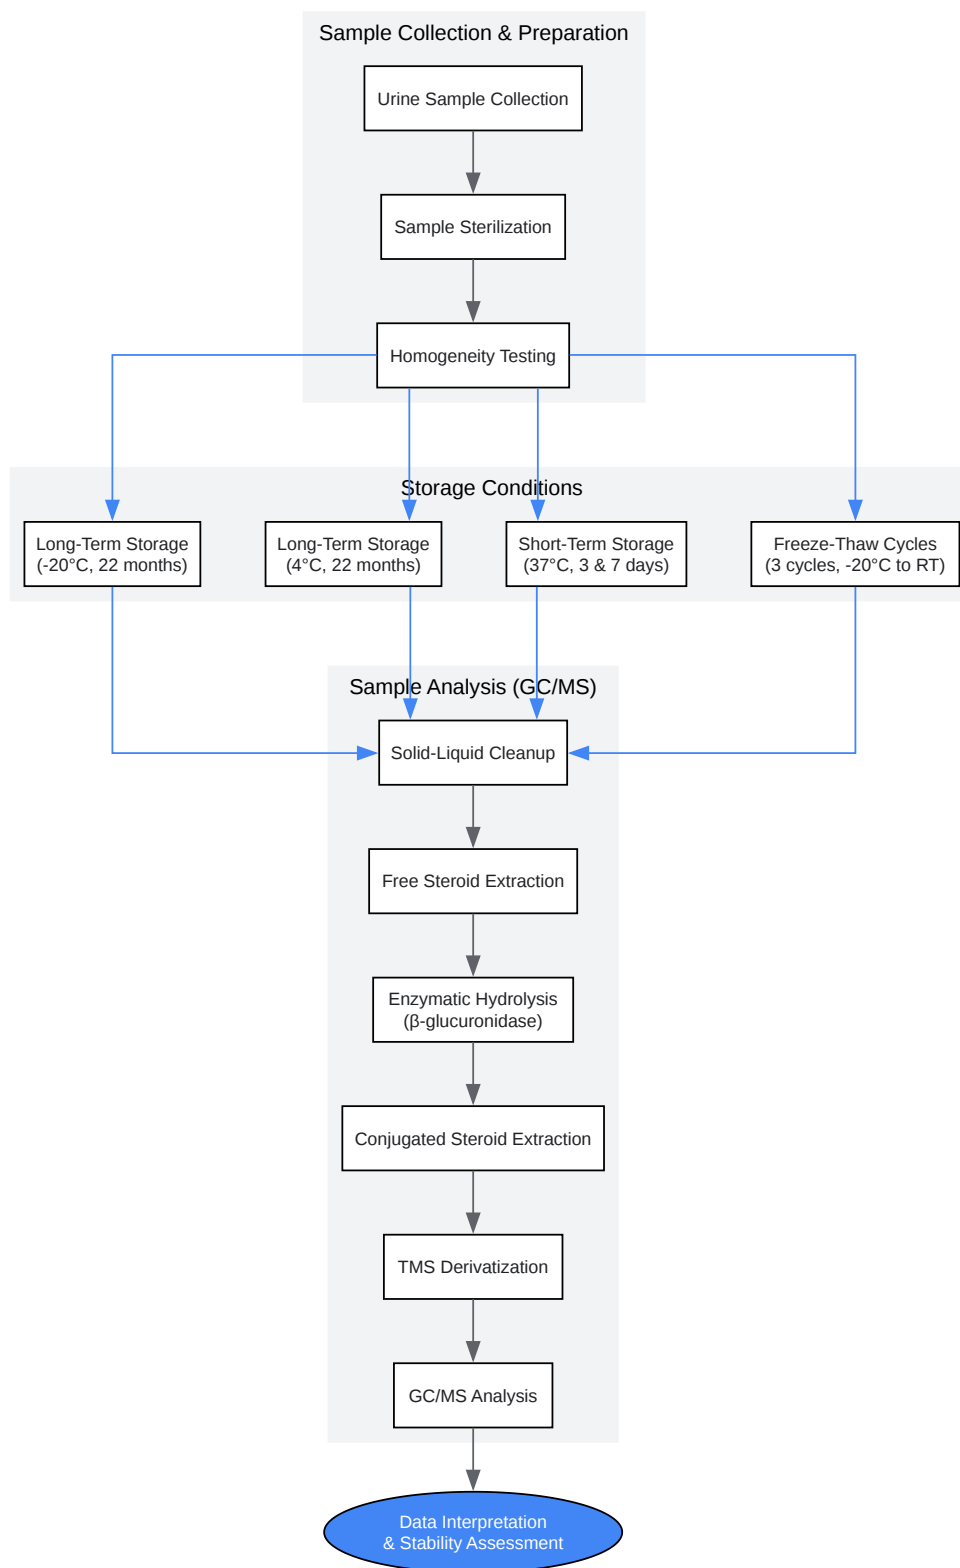 Sample Collection & Preparation
Urine Sample Collection
Sample Sterilization
Homogeneity Testing
Storage Conditions
Long-Term Storage
(-20°C, 22 months)
Long-Term Storage
(4°C, 22 months)
Short-Term Storage
(37°C, 3 & 7 days)
Freeze-Thaw Cycles
(3 cycles, -20°C to RT)
Sample Analysis (GC/MS)
Solid-Liquid Cleanup
Free Steroid Extraction
Enzymatic Hydrolysis
(β-glucuronidase)
Conjugated Steroid Extraction
TMS Derivatization
GC/MS Analysis
Data Interpretation
& Stability Assessment